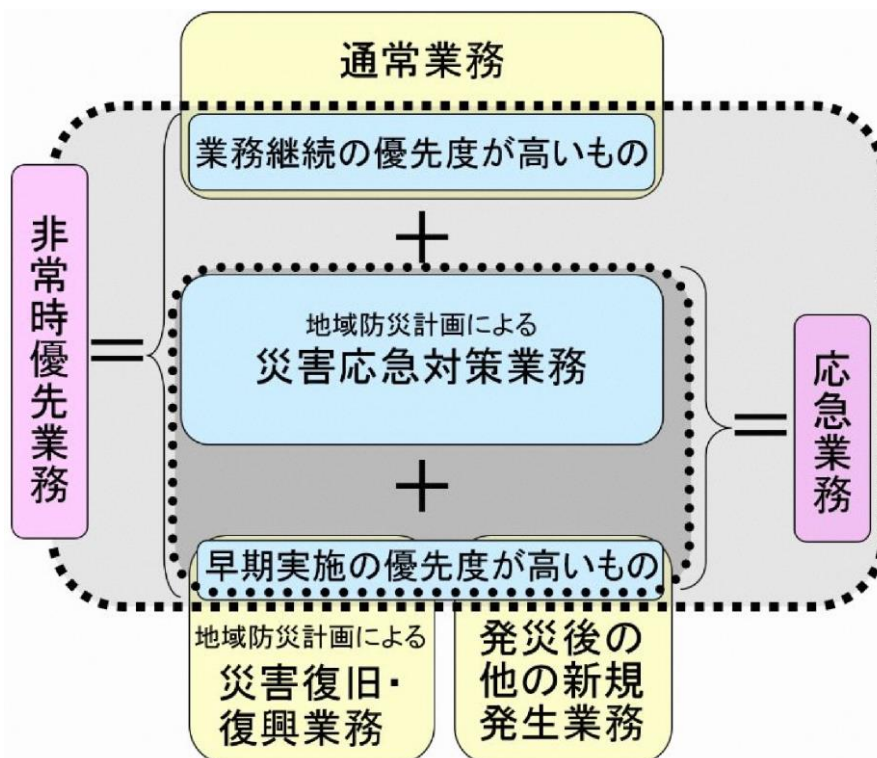 通常業務
業務継続の優先度が高いもの
+
非常時優先業務
=
地域防災計画による
災害応急対策業務
=
応急業務
+
早期実施の優先度が高いもの
地域防災計画による
災害復旧・
復興業務
発災後の
他の新規
発生業務